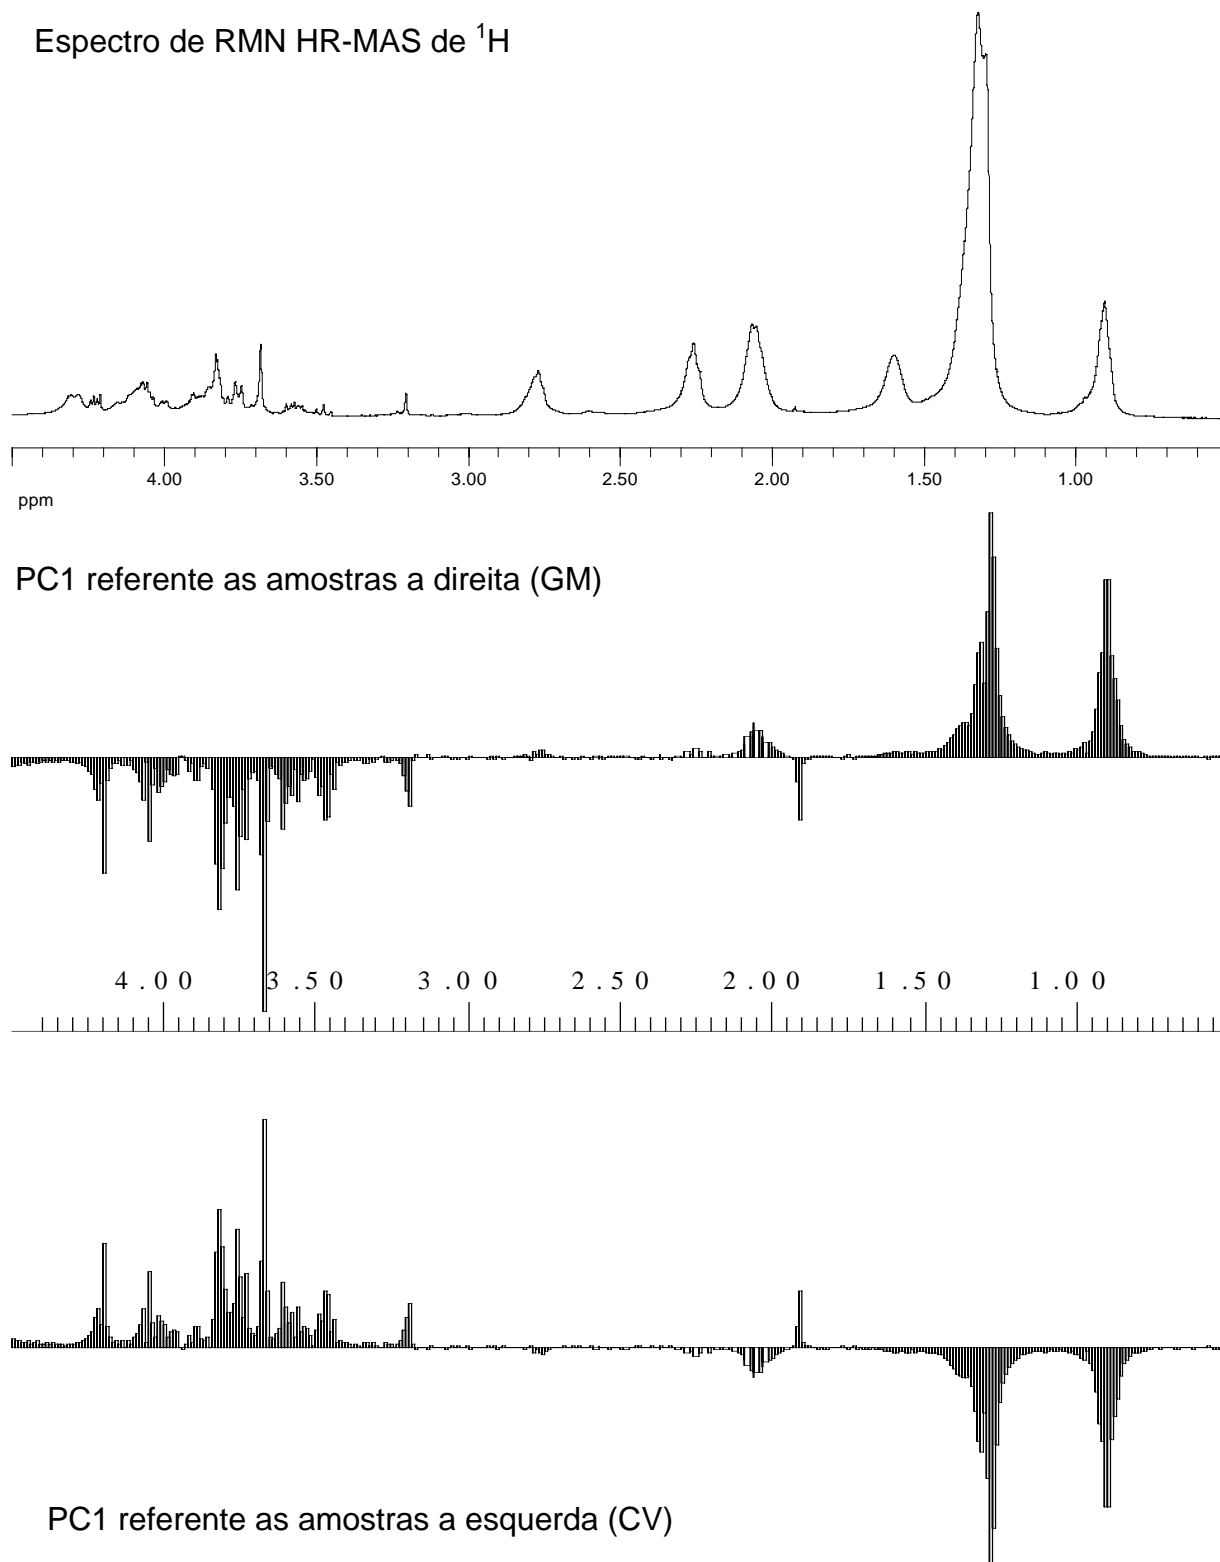 Espectro de RMN HR-MAS de ¹H
4.00 3.50 3.00 2.50 2.00 1.50 1.00
ppm
PC1 referente as amostras a direita (GM)
4.00 3.50 3.00 2.50 2.00 1.50 1.00
PC1 referente as amostras a esquerda (CV)